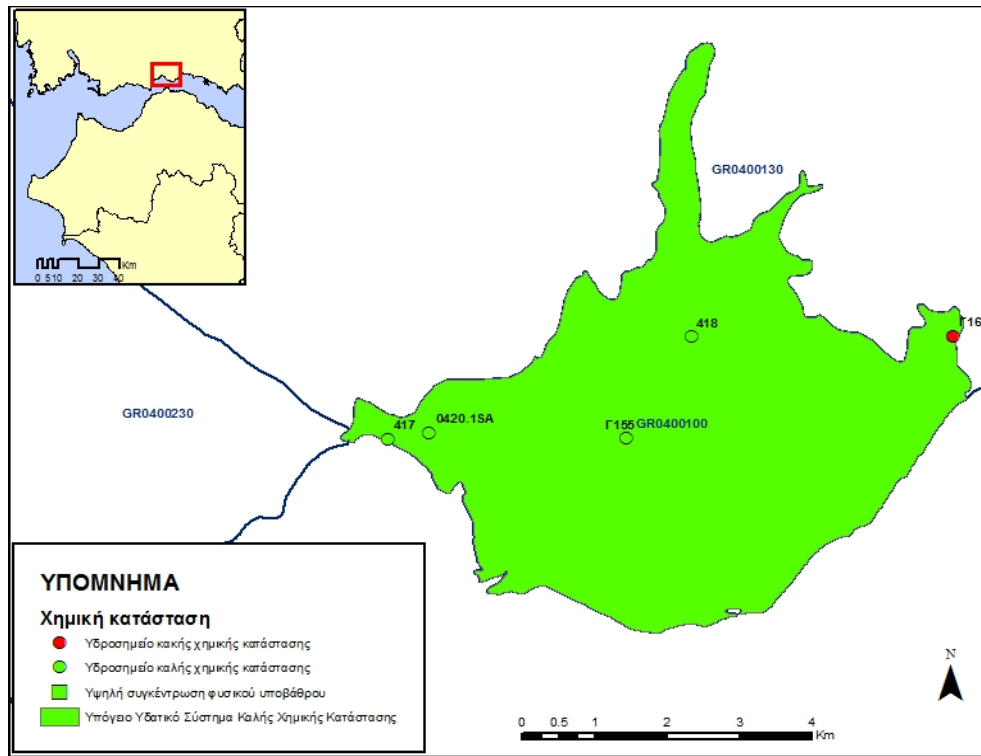 Km
0 5 10 20 30 40
GR0400130
418
Γ16
GR0400230
417
0420.1SA
Γ155
GR0400100
ΥΠΟΜΝΗΜΑ
Χημική κατάσταση
Υδροσημείο κακής χημικής κατάστασης
Υδροσημείο καλής χημικής κατάστασης
Υψηλή συγκέντρωση φυσικού υποβάθρου
Υπόγειο Υδατικό Σύστημα Καλής Χημικής Κατάστασης
N
0 0.5 1 2 3 4
Km